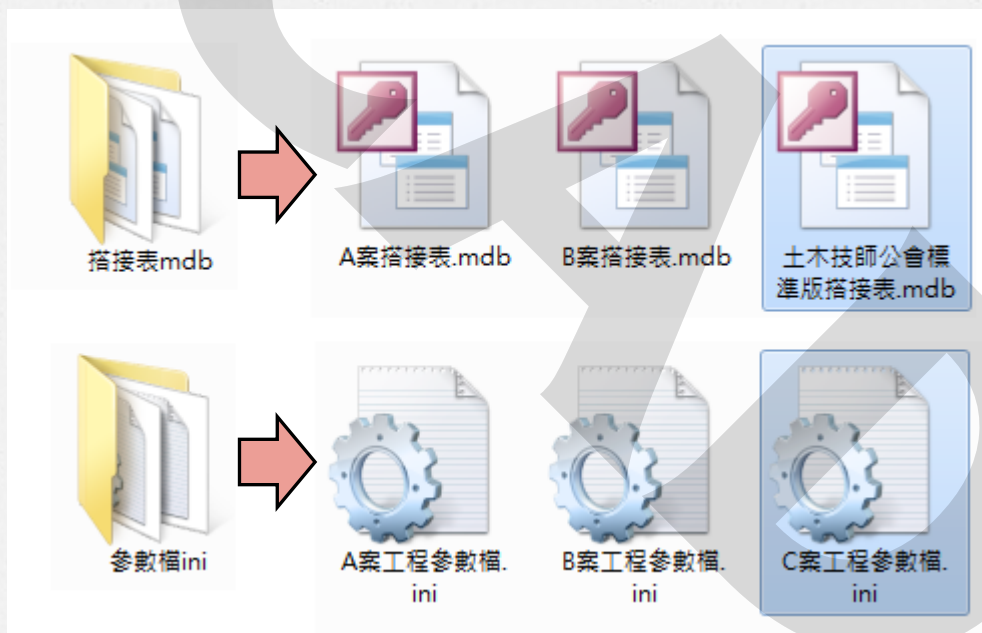 搭接表mdb
A案搭接表.mdb
B案搭接表.mdb
土木技師公會標
準版搭接表.mdb
參數檔ini
A案工程參數檔.
ini
B案工程參數檔.
ini
C案工程參數檔.
ini